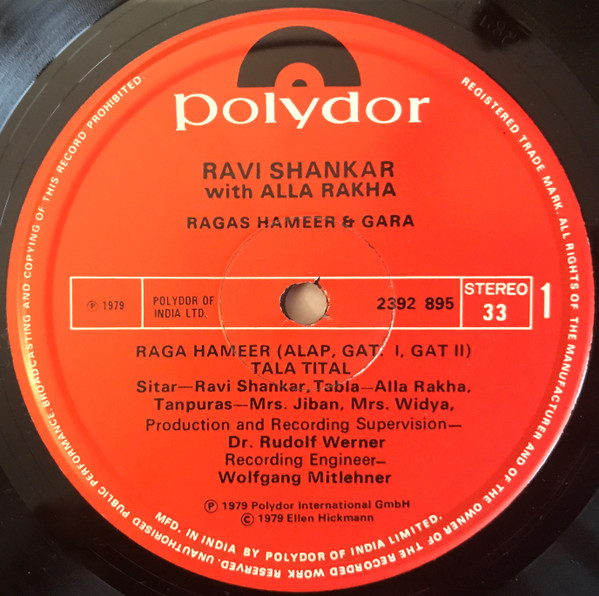 polydor
RAVI SHANKAR
with ALLA RAKHA
RAGAS HAMEER & GARA
℗ 1979
POLYDOR OF
INDIA LTD.
2392 895
STEREO
33
1
RAGA HAMEER (ALAP, GAT. I, GAT II)
TALA TITAL
Sitar—Ravi Shankar, Tabla—Alla Rakha,
Tanpuras—Mrs. Jiban, Mrs. Widya,
Production and Recording Supervision—
Dr. Rudolf Werner
Recording Engineer—
Wolfgang Mitlehner
℗ 1979 Polydor International GmbH
© 1979 Ellen Hickmann
MFD. IN INDIA BY POLYDOR OF INDIA LIMITED.
REGISTERED TRADE MARK. ALL RIGHTS OF THE MANUFACTURER AND OF THE OWNER OF THE RECORDED WORK RESERVED. UNAUTHORISED PUBLIC PERFORMANCE. BROADCASTING AND COPYING OF THIS RECORD PROHIBITED.